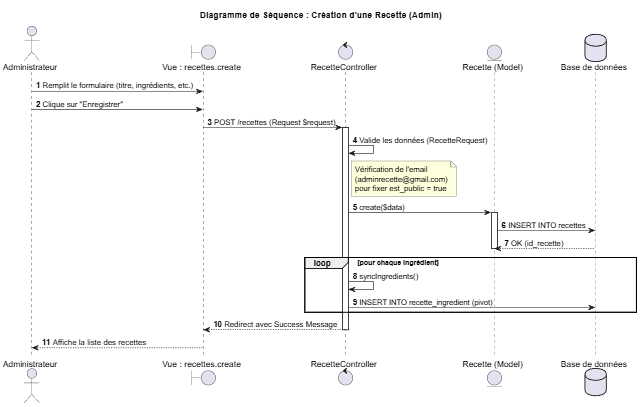 Diagramme de Séquence : Création d'une Recette (Admin)
Administrateur
Vue : recettes.create
RecetteController
Recette (Model)
Base de données
1 Remplit le formulaire (titre, ingrédients, etc.)
2 Clique sur "Enregistrer"
3 POST /recettes (Request $request)
4 Valide les données (RecetteRequest)
Vérification de l'email
(adminrecette@gmail.com)
pour fixer est_public = true
5 create($data)
6 INSERT INTO recettes
7 OK (id_recette)
loop [pour chaque ingrédient]
8 syncIngredients()
9 INSERT INTO recette_ingredient (pivot)
10 Redirect avec Success Message
11 Affiche la liste des recettes
Administrateur
Vue : recettes.create
RecetteController
Recette (Model)
Base de données